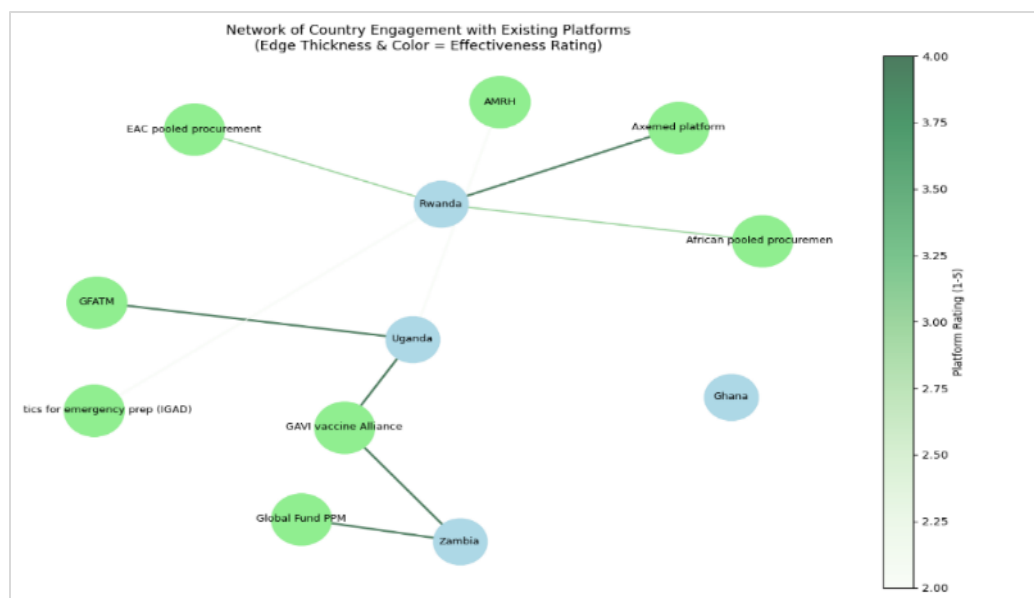 Network of Country Engagement with Existing Platforms
(Edge Thickness & Color = Effectiveness Rating)
AMRH
EAC pooled procurement
Axemed platform
Rwanda
African pooled procuremen
GFATM
Uganda
tics for emergency prep (IGAD)
Ghana
GAVI vaccine Alliance
Global Fund PPM
Zambia
4.00
3.75
3.50
3.25
3.00
2.75
2.50
2.25
2.00
Platform Rating (1-5)